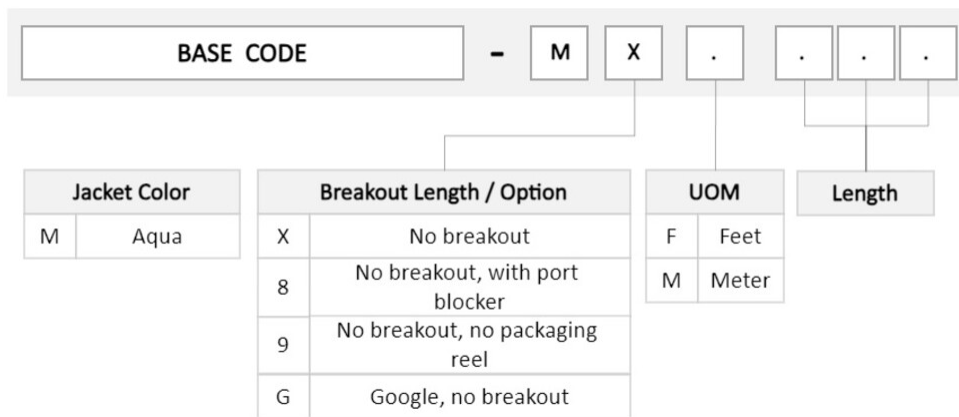 BASE CODE - M X . . . .
Jacket Color
M Aqua
Breakout Length / Option
X No breakout
8 No breakout, with port
blocker
9 No breakout, no packaging
reel
G Google, no breakout
UOM
F Feet
M Meter
Length